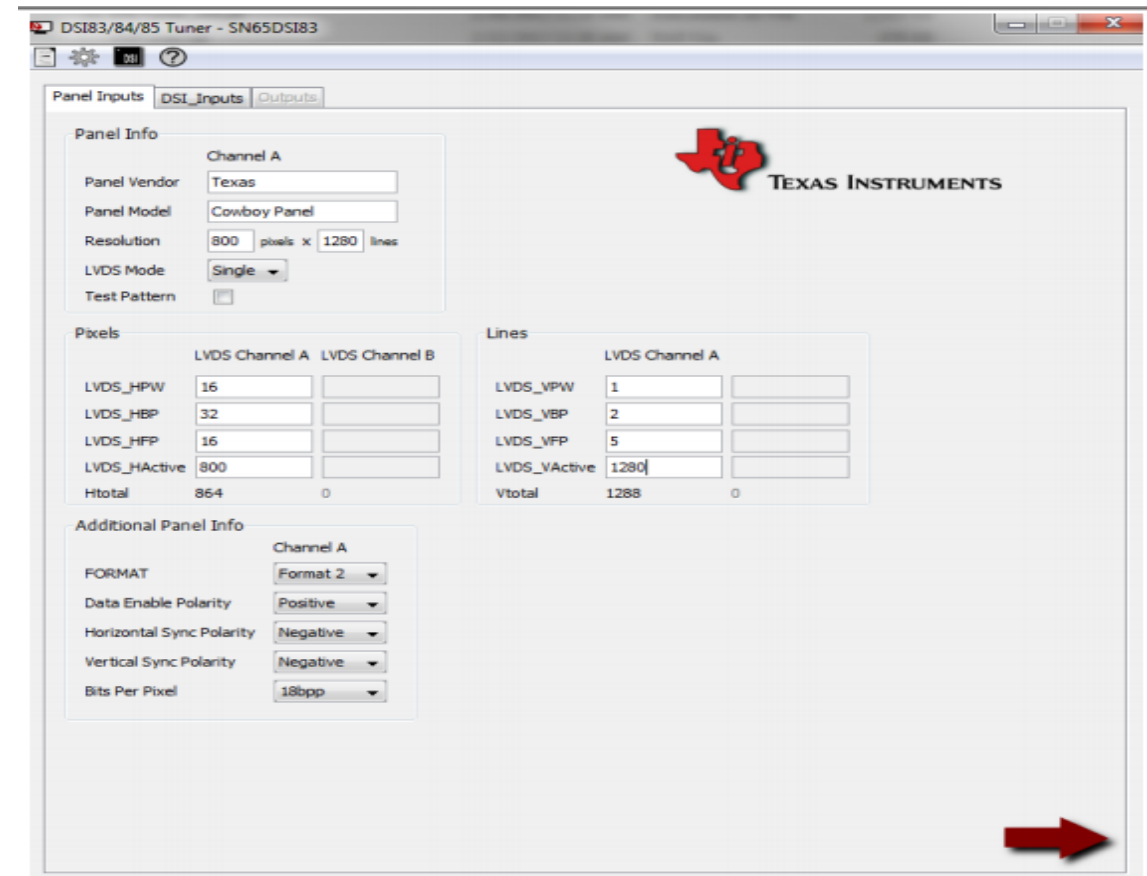 DSI83/84/85 Tuner - SN65DSI83
DSI
Panel Inputs DSI_Inputs Outputs
Panel Info
Channel A
TEXAS INSTRUMENTS
Panel Vendor Texas
Panel Model Cowboy Panel
Resolution 800 pixels x 1280 lines
LVDS Mode Single
Test Pattern
Pixels
LVDS Channel A LVDS Channel B
LVDS_HPW 16
LVDS_HBP 32
LVDS_HFP 16
LVDS_HActive 800
Htotal 864 0
Lines
LVDS Channel A
LVDS_VPW 1
LVDS_VBP 2
LVDS_VFP 5
LVDS_VActive 1280
Vtotal 1288 0
Additional Panel Info
Channel A
FORMAT Format 2
Data Enable Polarity Positive
Horizontal Sync Polarity Negative
Vertical Sync Polarity Negative
Bits Per Pixel 18bpp